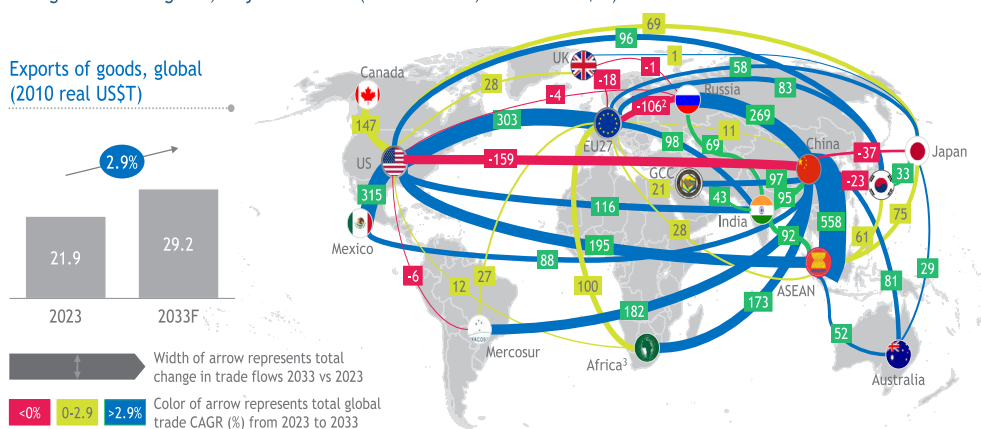 Exports of goods, global
(2010 real US$T)
2.9%
21.9
29.2
2023
2033F
Width of arrow represents total
change in trade flows 2033 vs 2023
<0%
0-2.9
>2.9%
Color of arrow represents total global
trade CAGR (%) from 2023 to 2033
69
96
1
UK
-1
58
Canada
28
-18
83
-4
Russia
-106²
303
269
147
11
EU27
98
69
China
US
-159
-37
Japan
GCC
97
-23
33
21
315
43
95
116
558
75
India
28
92
61
Mexico
195
88
ASEAN
29
-6
27
12
100
81
173
182
52
Mercosur
Africa³
Australia